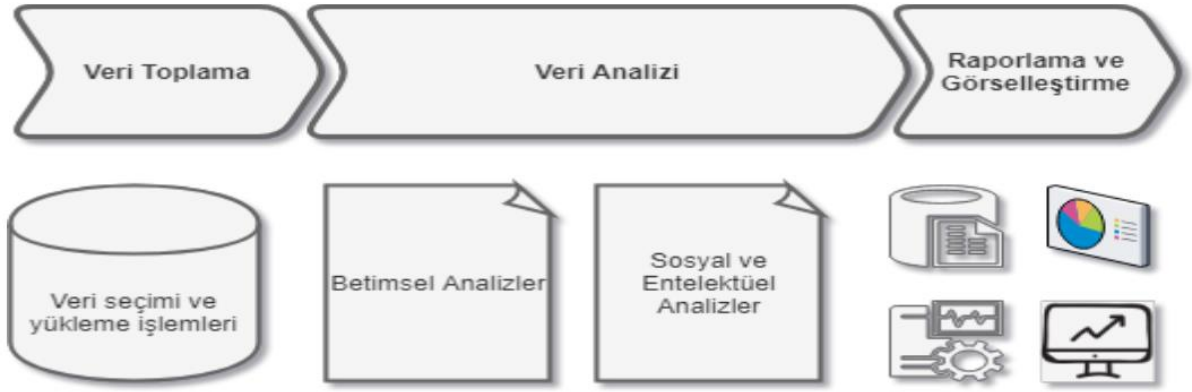 Veri Toplama
Veri Analizi
Raporlama ve
Görselleştirme
Veri seçimi ve
yükleme işlemleri
Betimsel Analizler
Sosyal ve
Entelektüel
Analizler